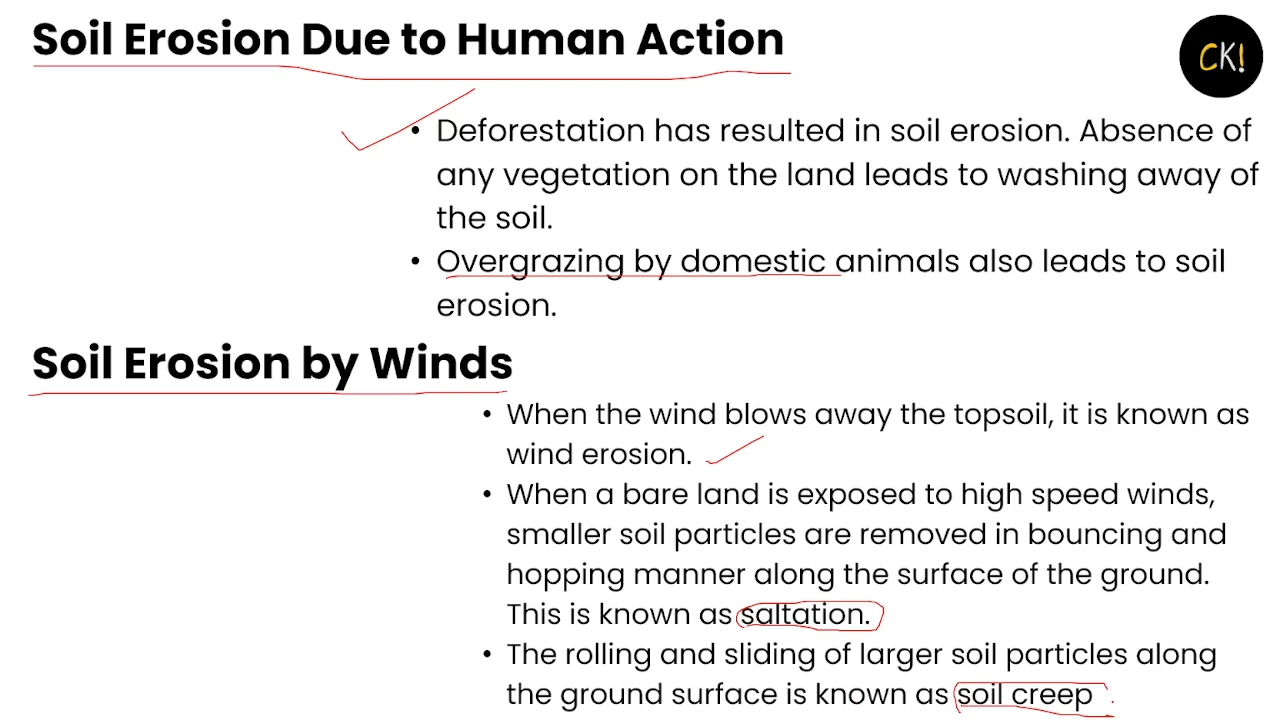 Soil Erosion Due to Human Action
CK!
• Deforestation has resulted in soil erosion. Absence of
any vegetation on the land leads to washing away of
the soil.
• Overgrazing by domestic animals also leads to soil
erosion.
Soil Erosion by Winds
• When the wind blows away the topsoil, it is known as
wind erosion.
• When a bare land is exposed to high speed winds,
smaller soil particles are removed in bouncing and
hopping manner along the surface of the ground.
This is known as saltation.
• The rolling and sliding of larger soil particles along
the ground surface is known as soil creep .